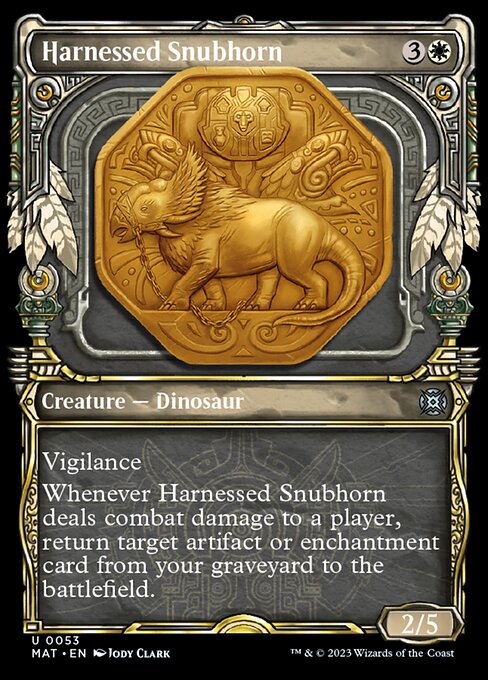 Harnessed Snubhorn 3
Creature — Dinosaur
Vigilance
Whenever Harnessed Snubhorn
deals combat damage to a player,
return target artifact or enchantment
card from your graveyard to the
battlefield.
2/5
U 0053
MAT • EN Jody Clark
™ & © 2023 Wizards of the Coast